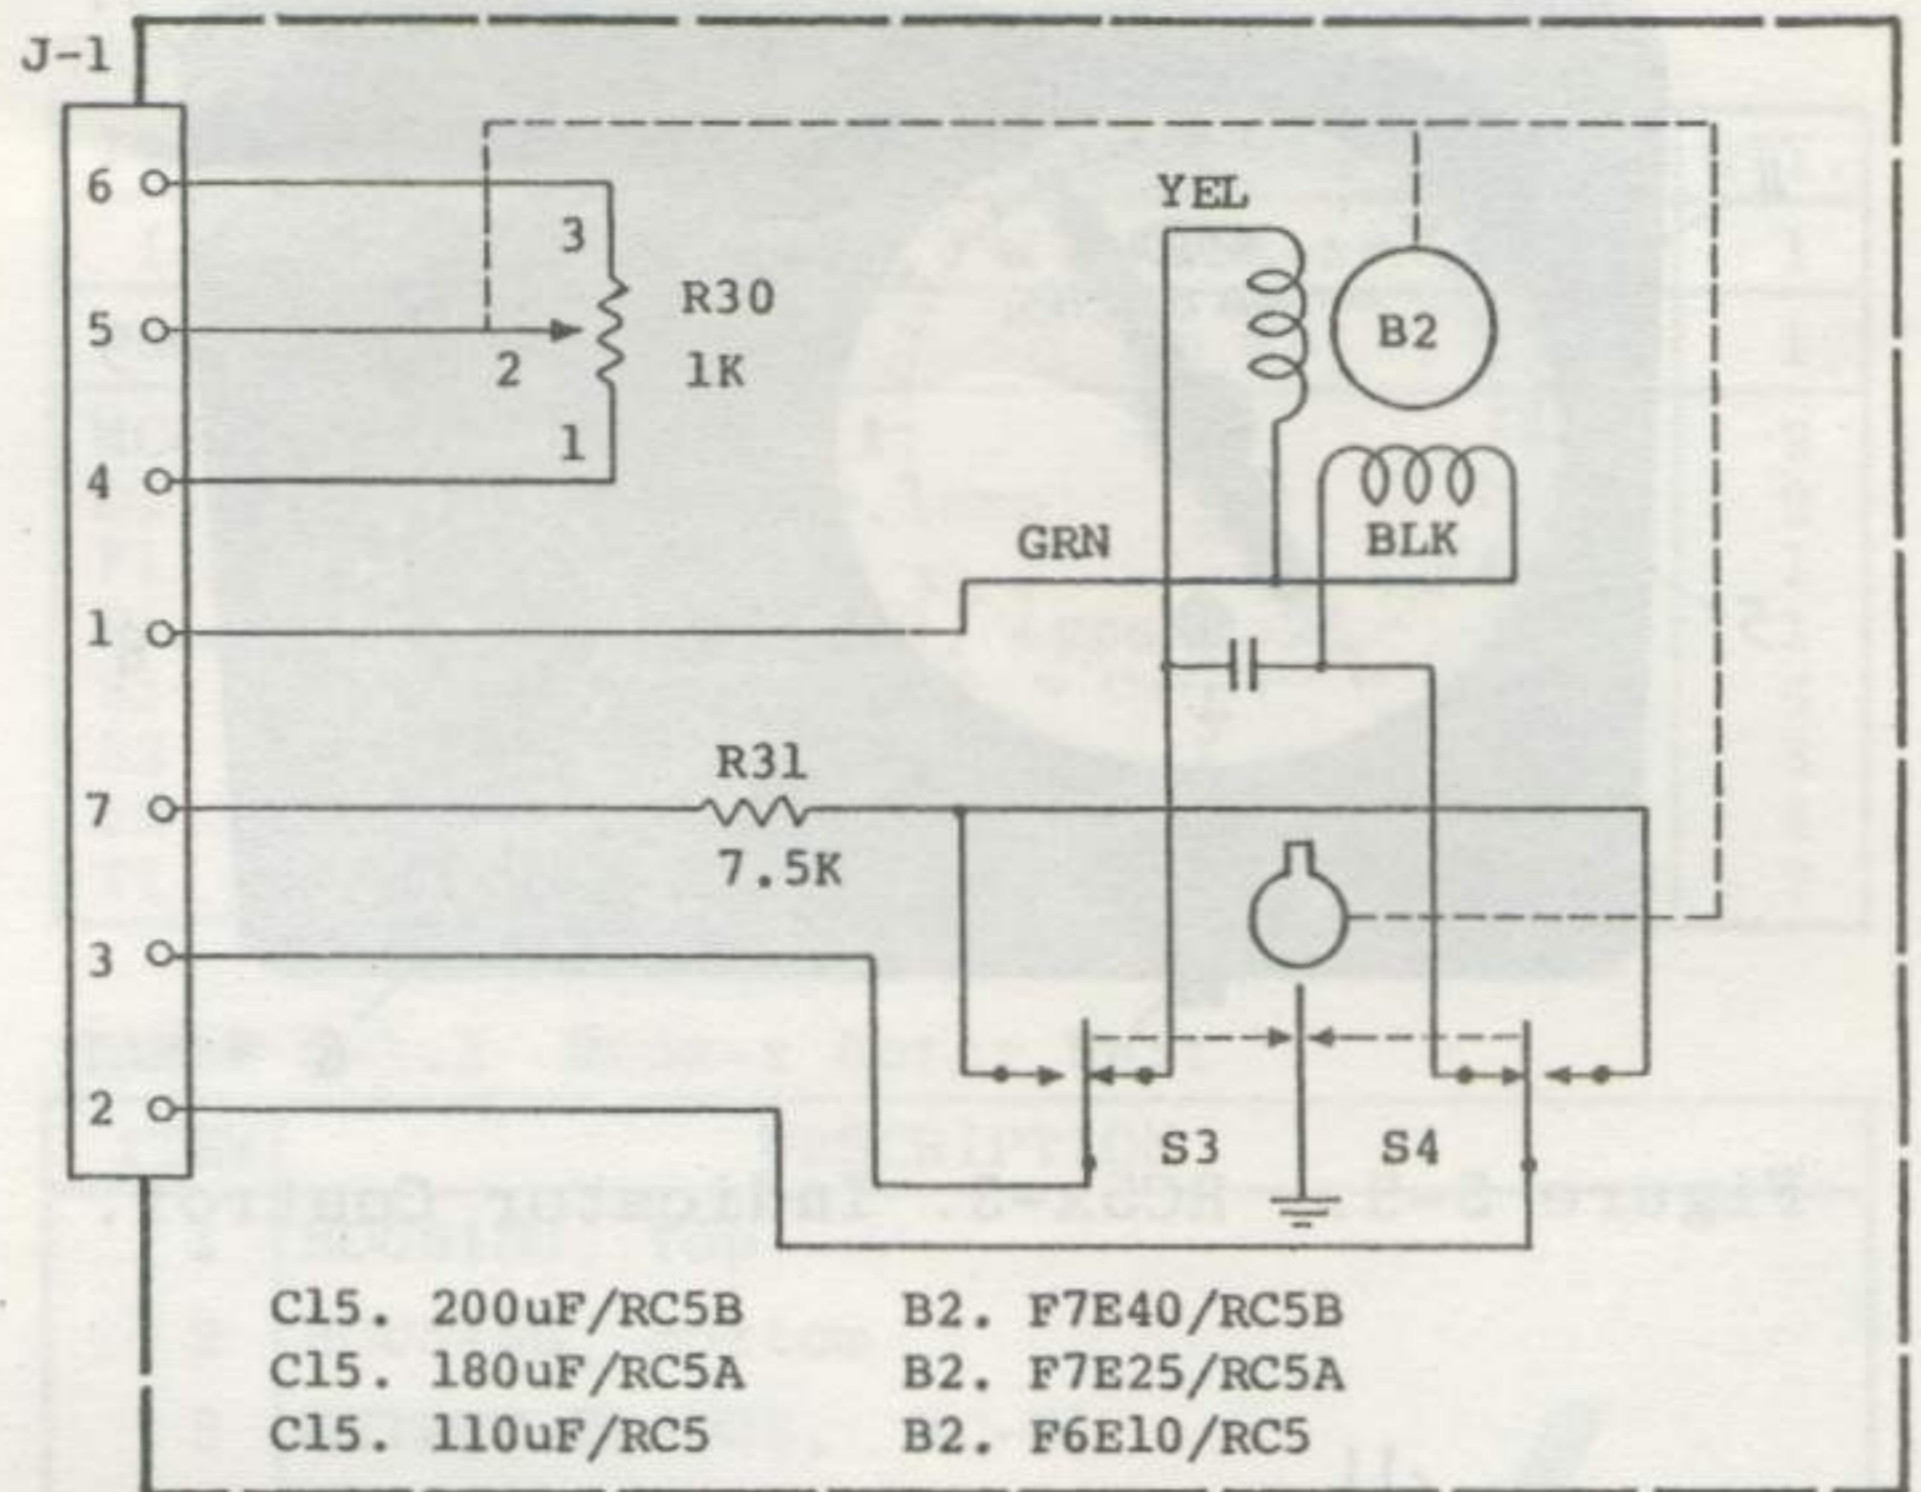 J-1
6
3
YEL
R30
5
B2
2
1K
1
4
GRN
BLK
1
R31
7
7.5K
3
S3
S4
2
C15. 200uF/RC5B
B2. F7E40/RC5B
C15. 180uF/RC5A
B2. F7E25/RC5A
C15. 110uF/RC5
B2. F6E10/RC5